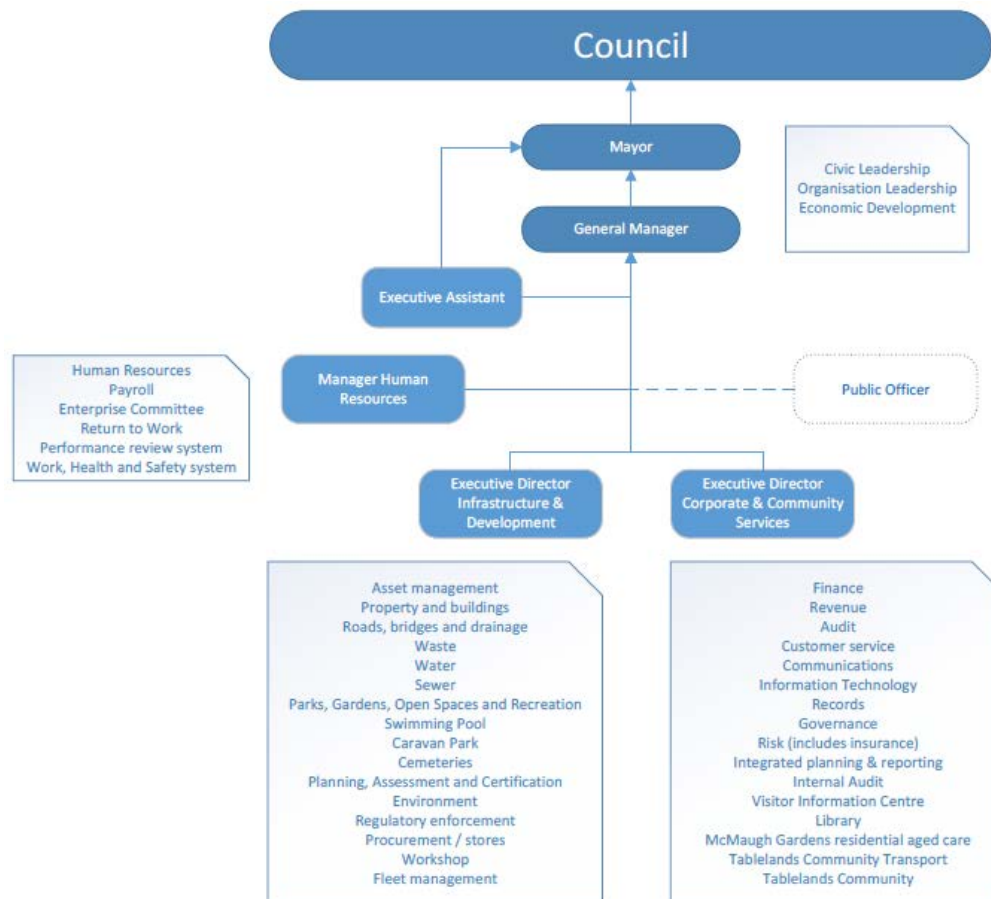 Council
Mayor
Civic Leadership
Organisation Leadership
Economic Development
General Manager
Executive Assistant
Human Resources
Payroll
Enterprise Committee
Return to Work
Performance review system
Work, Health and Safety system
Manager Human
Resources
Public Officer
Executive Director
Infrastructure &
Development
Executive Director
Corporate & Community
Services
Asset management
Property and buildings
Roads, bridges and drainage
Waste
Water
Sewer
Parks, Gardens, Open Spaces and Recreation
Swimming Pool
Caravan Park
Cemeteries
Planning, Assessment and Certification
Environment
Regulatory enforcement
Procurement / stores
Workshop
Fleet management
Finance
Revenue
Audit
Customer service
Communications
Information Technology
Records
Governance
Risk (includes insurance)
Integrated planning & reporting
Internal Audit
Visitor Information Centre
Library
McMaugh Gardens residential aged care
Tablelands Community Transport
Tablelands Community